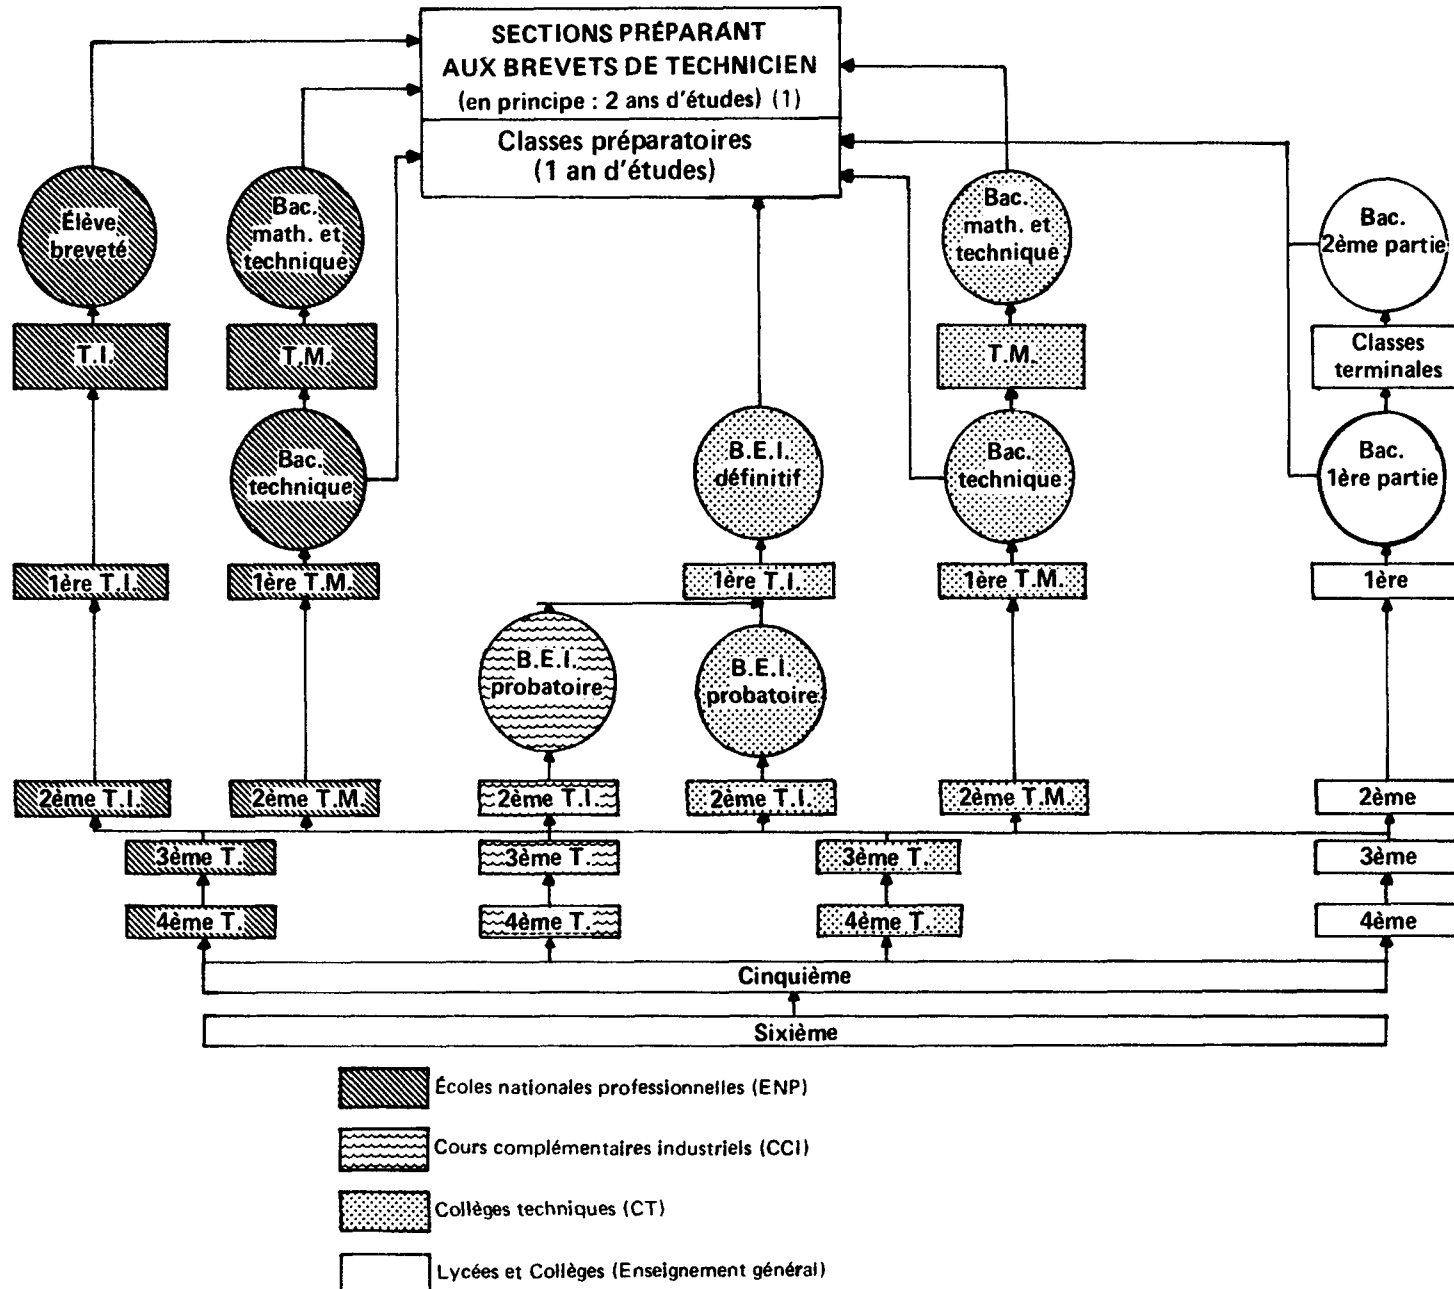 SECTIONS PRÉPARANT
AUX BREVETS DE TECHNICIEN
(en principe : 2 ans d'études) (1)
Classes préparatoires
(1 an d'études)
Élève
breveté
Bac.
math. et
technique
Bac.
math. et
technique
Bac.
2ème partie
T.I.
T.M.
T.M.
Classes
terminales
Bac.
technique
B.E.I.
définitif
Bac.
technique
Bac.
1ère partie
1ère T.I.
1ère T.M.
1ère T.I.
1ère T.M.
1ère
B.E.I.
probatoire
B.E.I.
probatoire
2ème T.I.
2ème T.M.
2ème T.I.
2ème T.I.
2ème T.M.
2ème
3ème T.
3ème T.
3ème T.
3ème
4ème T.
4ème T.
4ème T.
4ème
Cinquième
Sixième
Écoles nationales professionnelles (ENP)
Cours complémentaires industriels (CCI)
Collèges techniques (CT)
Lycées et Collèges (Enseignement général)